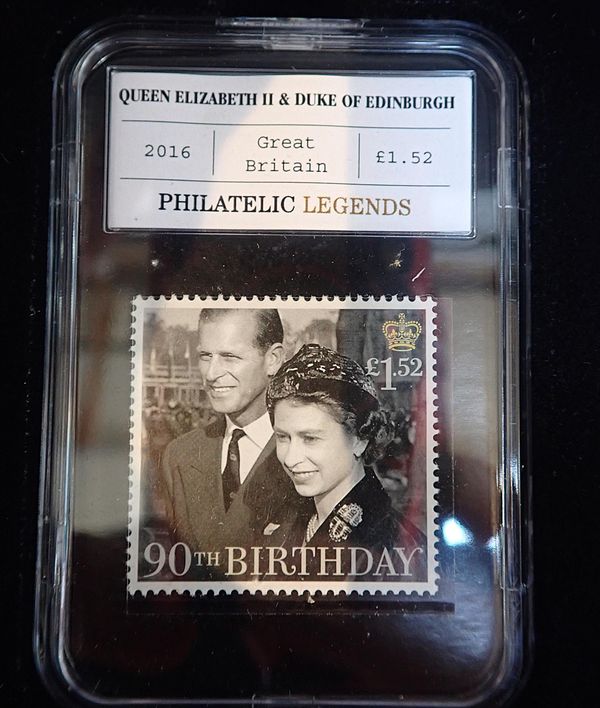 QUEEN ELIZABETH II & DUKE OF EDINBURGH
2016
Great
Britain
£1.52
PHILATELIC LEGENDS
£1.52
90TH BIRTHDAY